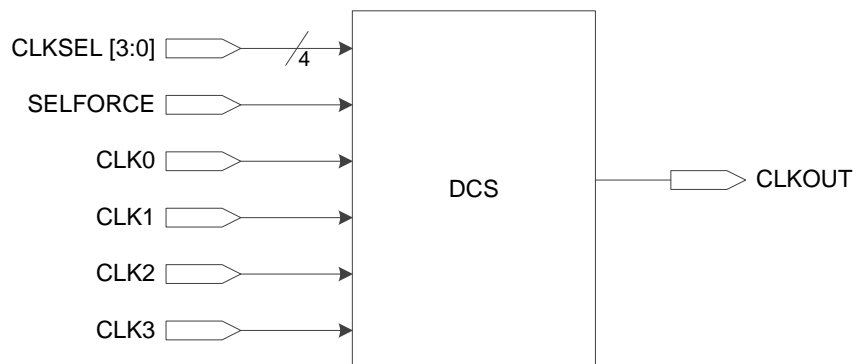 CLKSEL [3:0]
4
SELFORCE
CLK0
CLK1
DCS
CLKOUT
CLK2
CLK3